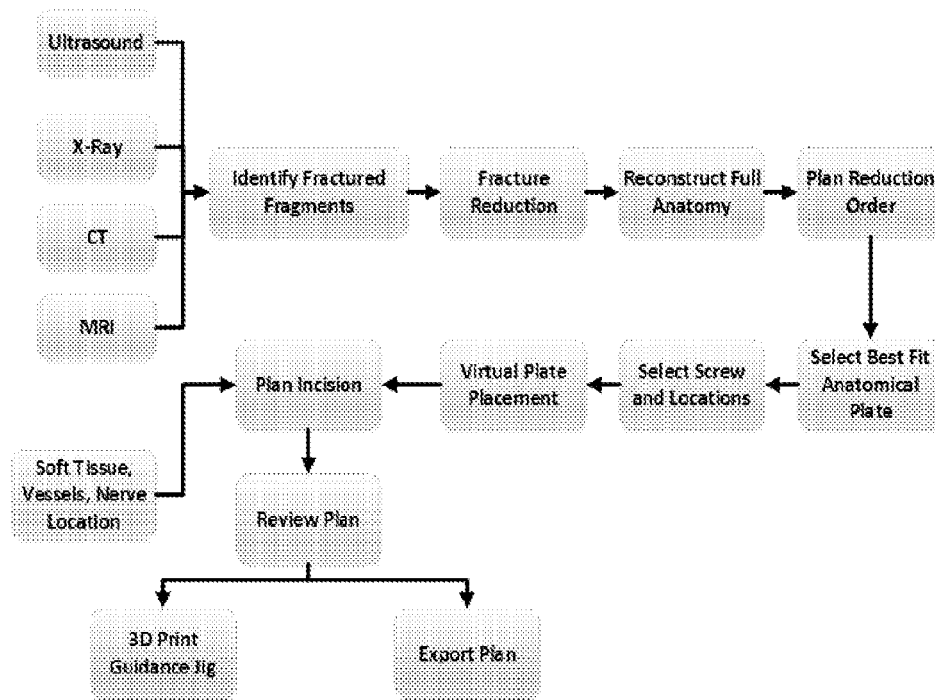 Ultrasound
X-Ray
CT
MRI
Identify Fractured
Fragments
Fracture
Reduction
Reconstruct Full
Anatomy
Plan Reduction
Order
Select Best Fit
Anatomical
Plate
Select Screw
and Locations
Virtual Plate
Placement
Plan Incision
Soft Tissue,
Vessels, Nerve
Location
Review Plan
3D Print
Guidance Jig
Export Plan